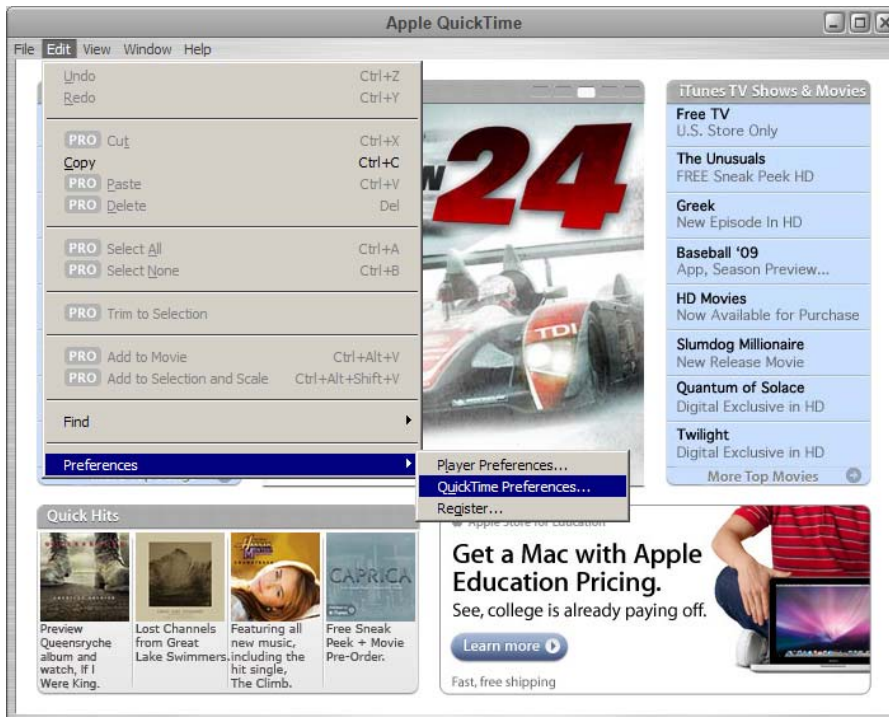 Apple QuickTime
File Edit View Window Help
Undo Ctrl+Z
Redo Ctrl+Y
PRO Cut Ctrl+X
Copy Ctrl+C
PRO Paste Ctrl+V
PRO Delete Del
PRO Select All Ctrl+A
PRO Select None Ctrl+B
PRO Trim to Selection
PRO Add to Movie Ctrl+Alt+V
PRO Add to Selection and Scale Ctrl+Alt+Shift+V
Find
Preferences
Player Preferences...
QuickTime Preferences...
Register...
24
TDI
iTunes TV Shows & Movies
Free TV
U.S. Store Only
The Unusuals
FREE Sneak Peek HD
Greek
New Episode In HD
Baseball '09
App, Season Preview...
HD Movies
Now Available for Purchase
Slumdog Millionaire
New Release Movie
Quantum of Solace
Digital Exclusive in HD
Twilight
Digital Exclusive in HD
More Top Movies
Quick Hits
CAPRICA
Preview
Queensryche
album and
watch, If I
Were King.
Lost Channels
from Great
Lake Swimmers.
Featuring all
new music,
including the
hit single,
The Climb.
Free Sneak
Peek + Movie
Pre-Order.
Apple Store for Education
Get a Mac with Apple
Education Pricing.
See, college is already paying off.
Learn more
Fast, free shipping